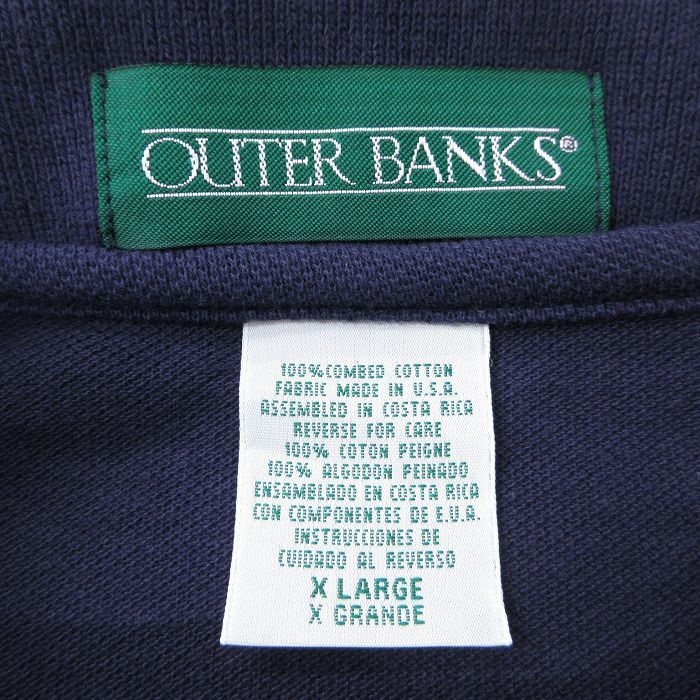 OUTER BANKS®
100% COMBED COTTON
FABRIC MADE IN U.S.A.
ASSEMBLED IN COSTA RICA
REVERSE FOR CARE
100% COTON PEIGNE
100% ALGODON PEINADO
ENSAMBLADO EN COSTA RICA
CON COMPONENTES DE E.U.A.
INSTRUCCIONES DE
CUIDADO AL REVERSO
X LARGE
X GRANDE